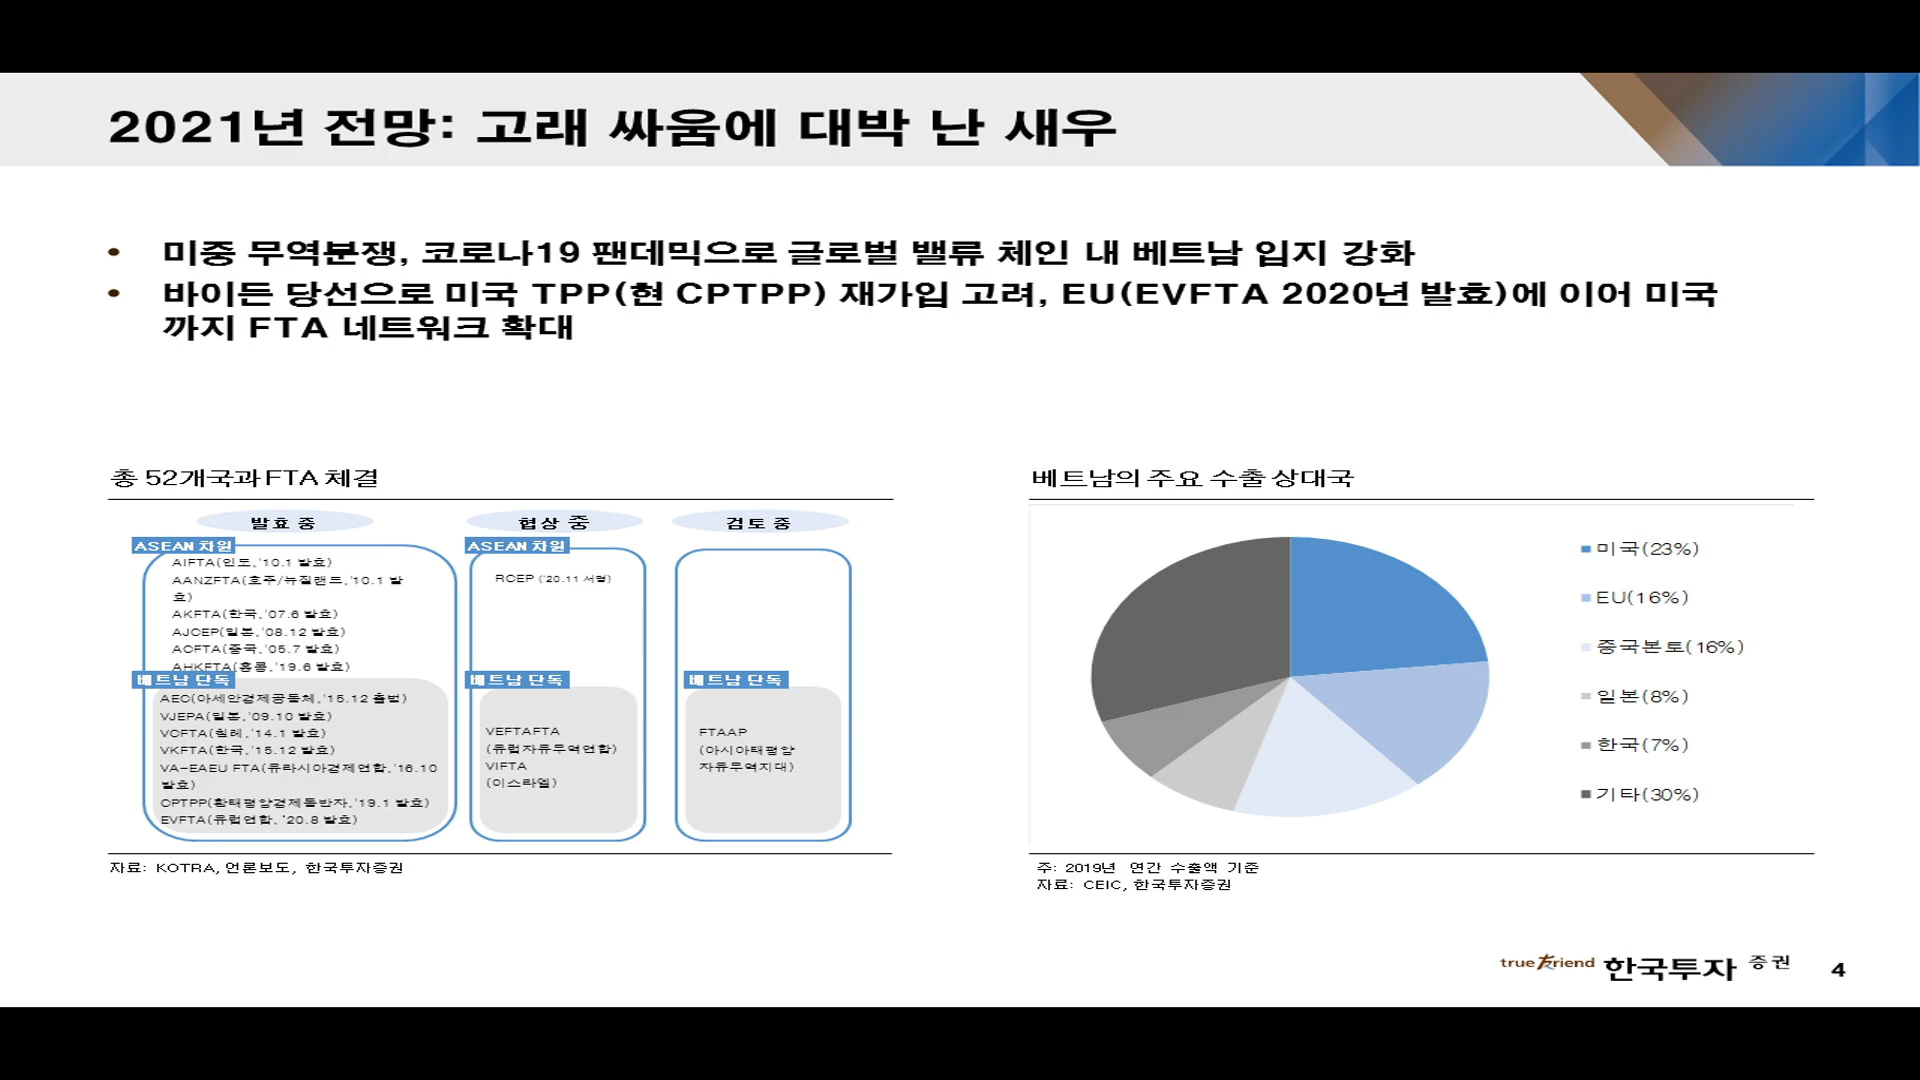 2021년 전망: 고래 싸움에 대박 난 새우
• 미중 무역분쟁, 코로나19 팬데믹으로 글로벌 밸류 체인 내 베트남 입지 강화
• 바이든 당선으로 미국 TPP(현 CPTPP) 재가입 고려, EU(EVFTA 2020년 발효)에 이어 미국
까지 FTA 네트워크 확대
총 52개국과 FTA 체결
발효 중
ASEAN 차원
AIFTA(인도,'10.1 발효)
AANZFTA(호주/뉴질랜드,'10.1 발
효)
AKFTA(한국,'07.6 발효)
AJCEP(일본,'08.12 발효)
ACFTA(중국,'05.7 발효)
AHKFTA(홍콩,'19.6 발효)
베트남 단독
AEC(아세안경제공동체,'15.12 출범)
VJEPA(일본,'09.10 발효)
VCFTA(칠레,'14.1 발효)
VKFTA(한국,'15.12 발효)
VA-EAEU FTA(유라시아경제연합,'16.10
발효)
CPTPP(환태평양경제동반자,'19.1 발효)
EVFTA(유럽연합, '20.8 발효)
협상 중
ASEAN 차원
RCEP ('20.11 서명)
베트남 단독
VEFTAFTA
(유럽자유무역연합)
VIFTA
(이스라엘)
검토 중
베트남 단독
FTAAP
(아시아태평양
자유무역지대)
자료: KOTRA, 언론보도, 한국투자증권
베트남의 주요 수출 상대국
미국(23%)
EU(16%)
중국본토(16%)
일본(8%)
한국(7%)
기타(30%)
주: 2019년 연간 수출액 기준
자료: CEIC, 한국투자증권
true friend 한국투자 증권
4